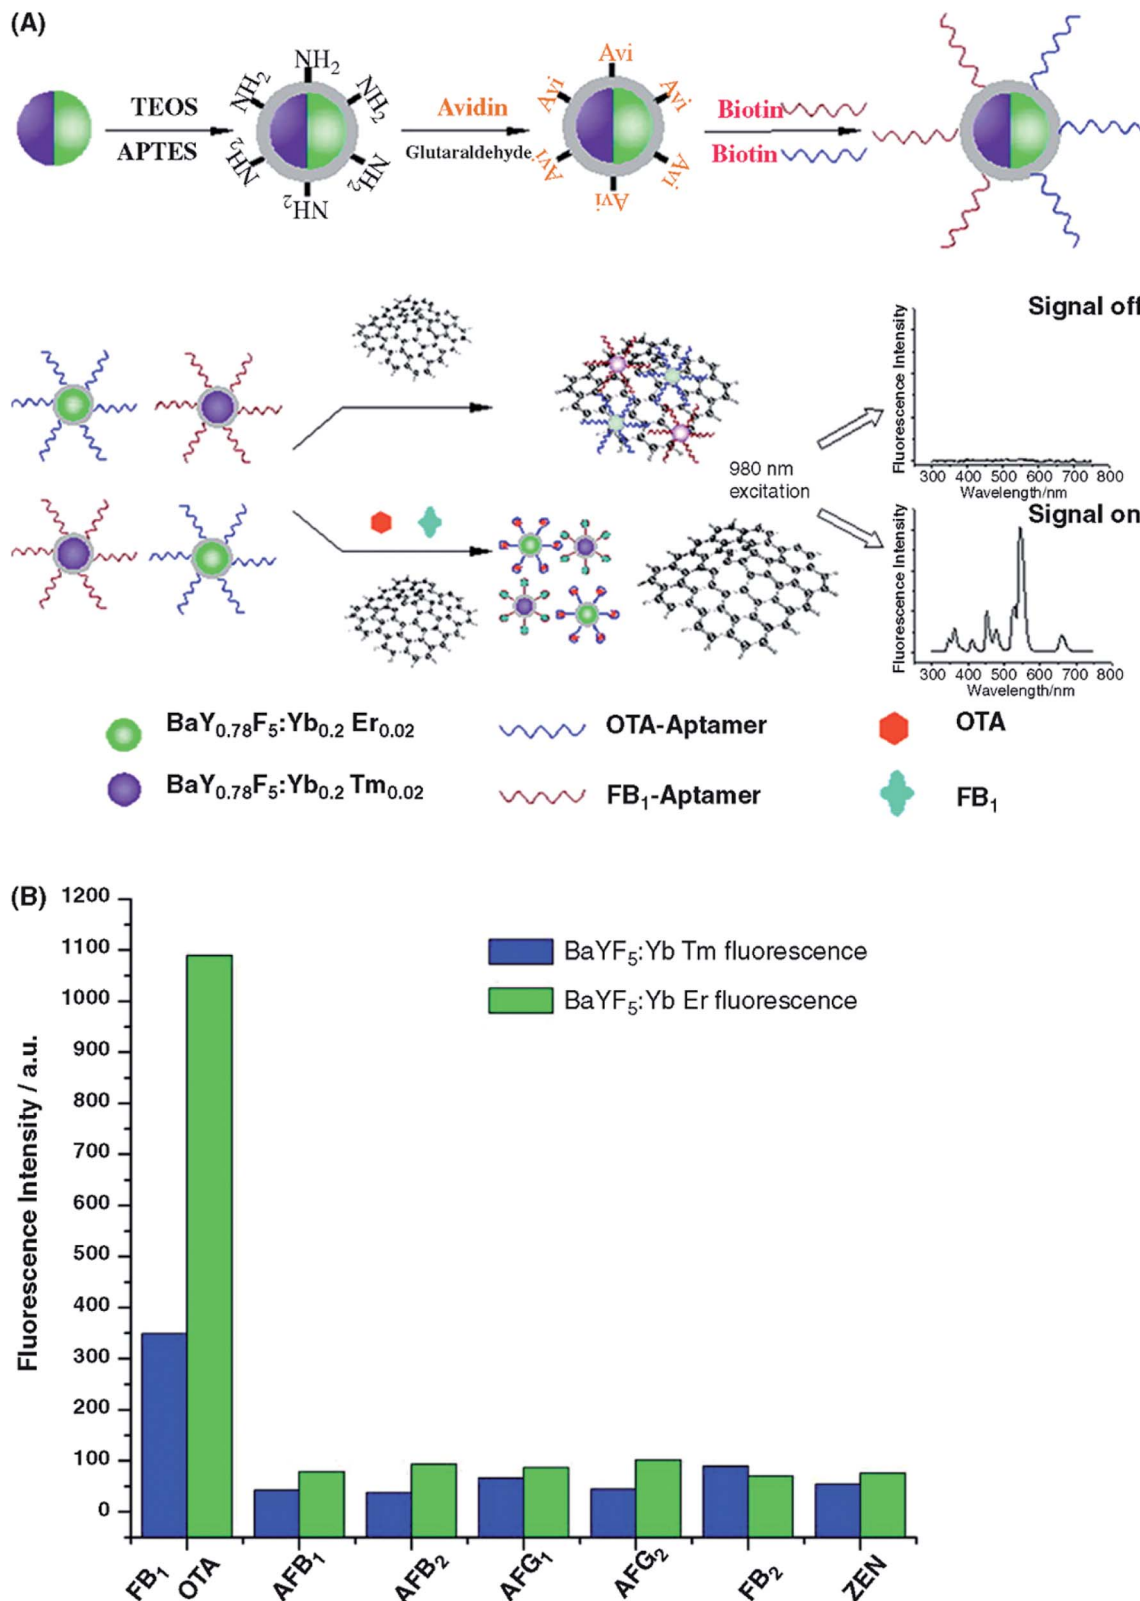 (A)
NH2 NH2 NH2 NH2 NH2 NH2
Avi Avi Avi Avi Avi Avi
TEOS
APTES
Avidin
Glutaraldehyde
Biotin
Biotin
Signal off
Fluorescence Intensity
300 400 500 600 700 800
Wavelength/nm
980 nm
excitation
Signal on
Fluorescence Intensity
300 400 500 600 700 800
Wavelength/nm
BaY0.78F5:Yb0.2 Er0.02
OTA-Aptamer
OTA
BaY0.78F5:Yb0.2 Tm0.02
FB1-Aptamer
FB1
(B)
1200
1100
1000
900
800
700
600
500
400
300
200
100
0
Fluorescence Intensity / a.u.
BaYF5:Yb Tm fluorescence
BaYF5:Yb Er fluorescence
FB1 OTA AFB1 AFB2 AFG1 AFG2 FB2 ZEN